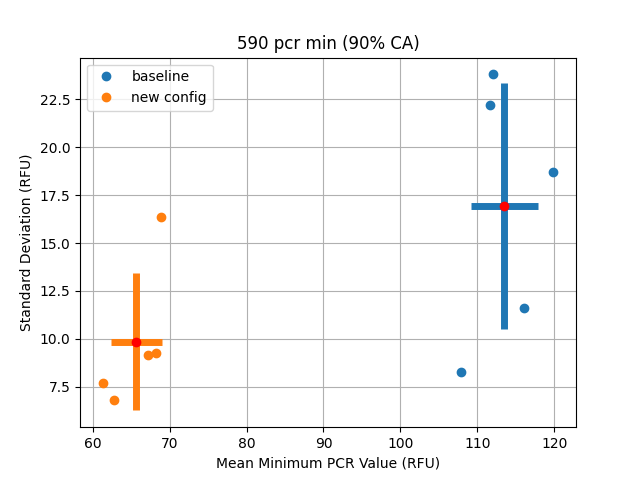 590 pcr min (90% CA)
baseline
new config
Standard Deviation (RFU)
22.5
20.0
17.5
15.0
12.5
10.0
7.5
60 70 80 90 100 110 120
Mean Minimum PCR Value (RFU)